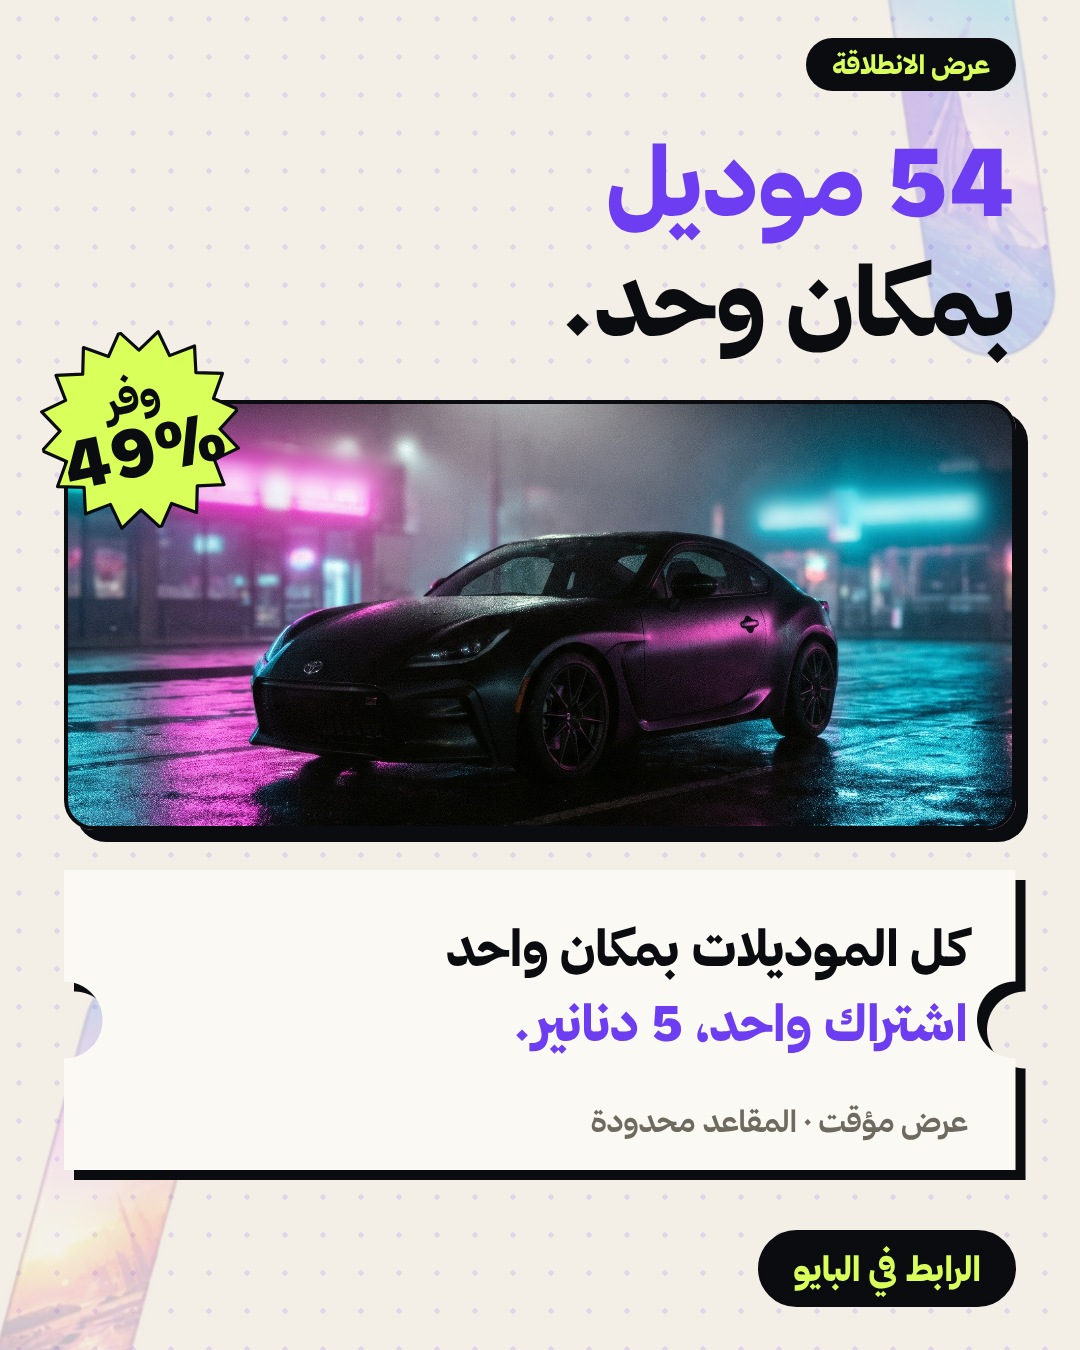 عرض الانطلاقة
54 موديل
بمكان وحد.
وفر
49%
كل الموديلات بمكان واحد
اشتراك واحد، 5 دنانير.
عرض مؤقت · المقاعد محدودة
الرابط في البايو